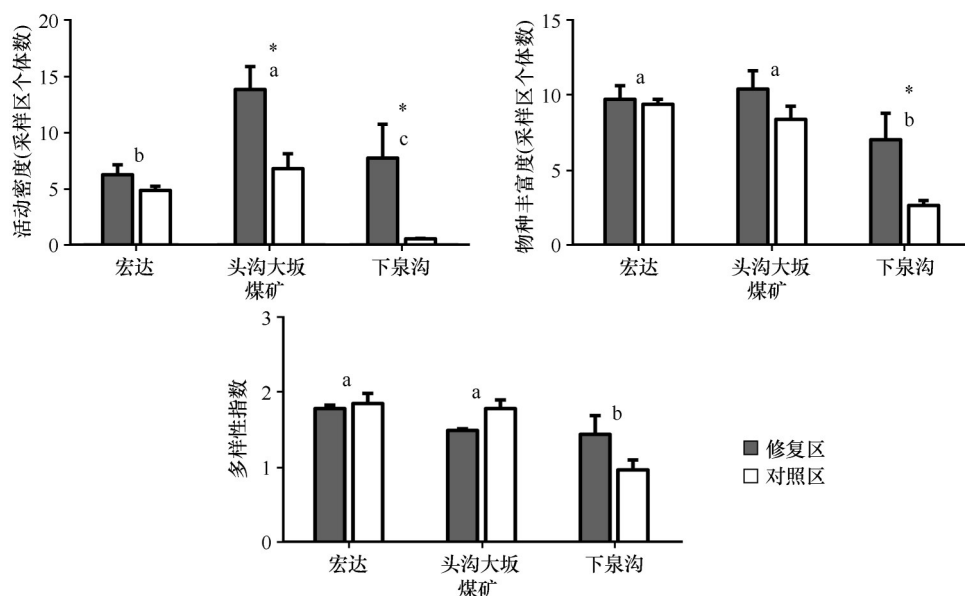 活动密度(采样区个体数)
20
15
10
5
0
*
a
*
b
c
宏达
头沟大坂
煤矿
下泉沟
物种丰富度(采样区个体数)
15
10
5
0
a
a
*
b
宏达
头沟大坂
煤矿
下泉沟
多样性指数
3
2
1
0
a
a
b
宏达
头沟大坂
煤矿
下泉沟
修复区
对照区